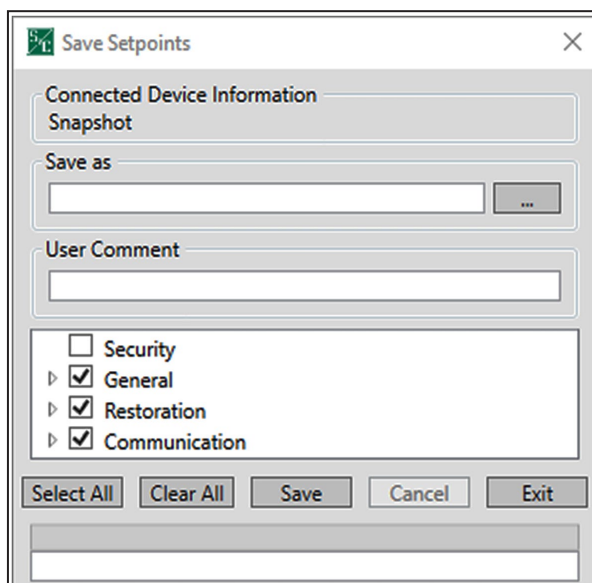 S/C Save Setpoints
Connected Device Information
Snapshot
Save as
...
User Comment
Security
General
Restoration
Communication
Select All Clear All Save Cancel Exit